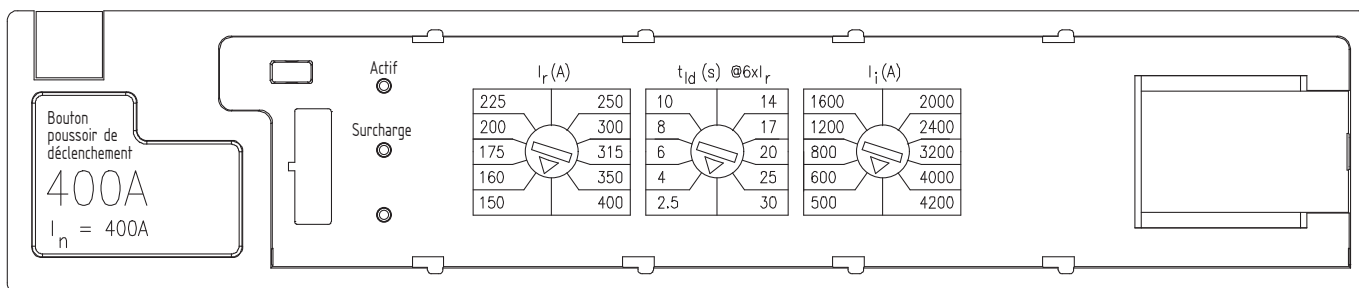 Bouton
poussoir de
déclenchement
400A
In = 400A
Actif
Surcharge
Ir(A)
225 250
200 300
175 315
160 350
150 400
tld(s) @6xIr
10 14
8 17
6 20
4 25
2.5 30
Ii(A)
1600 2000
1200 2400
800 3200
600 4000
500 4200